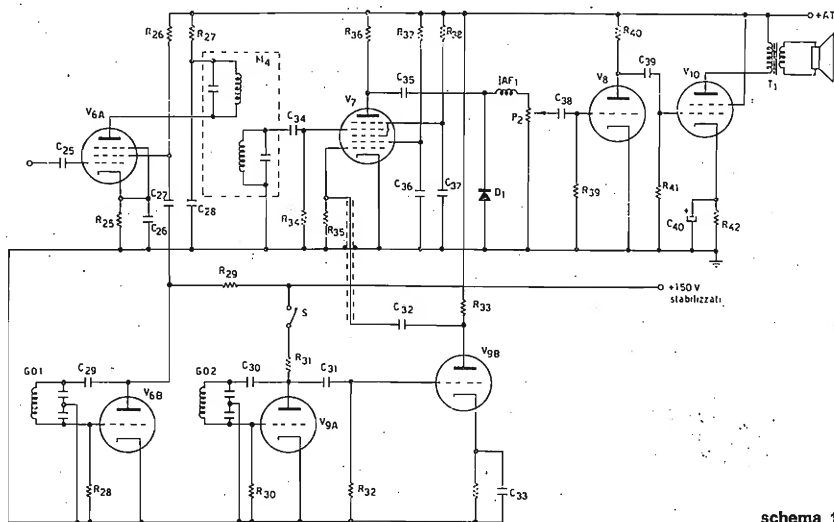 +AT
R26
R27
R36
R37
R38
R40
M4
C39
V10
T1
C35
JAF1
V8
V6A
V7
P2
C38
C34
C25
C27
C36
C37
R39
R41
C28
D1
R25
C26
R34
R35
C40
+
R42
R29
+150 V
stabilizzati
R33
S
C32
R31
V9B
GO1
C29
GO2
C30
C31
V6B
V9A
R28
R30
R32
C33
schema 1